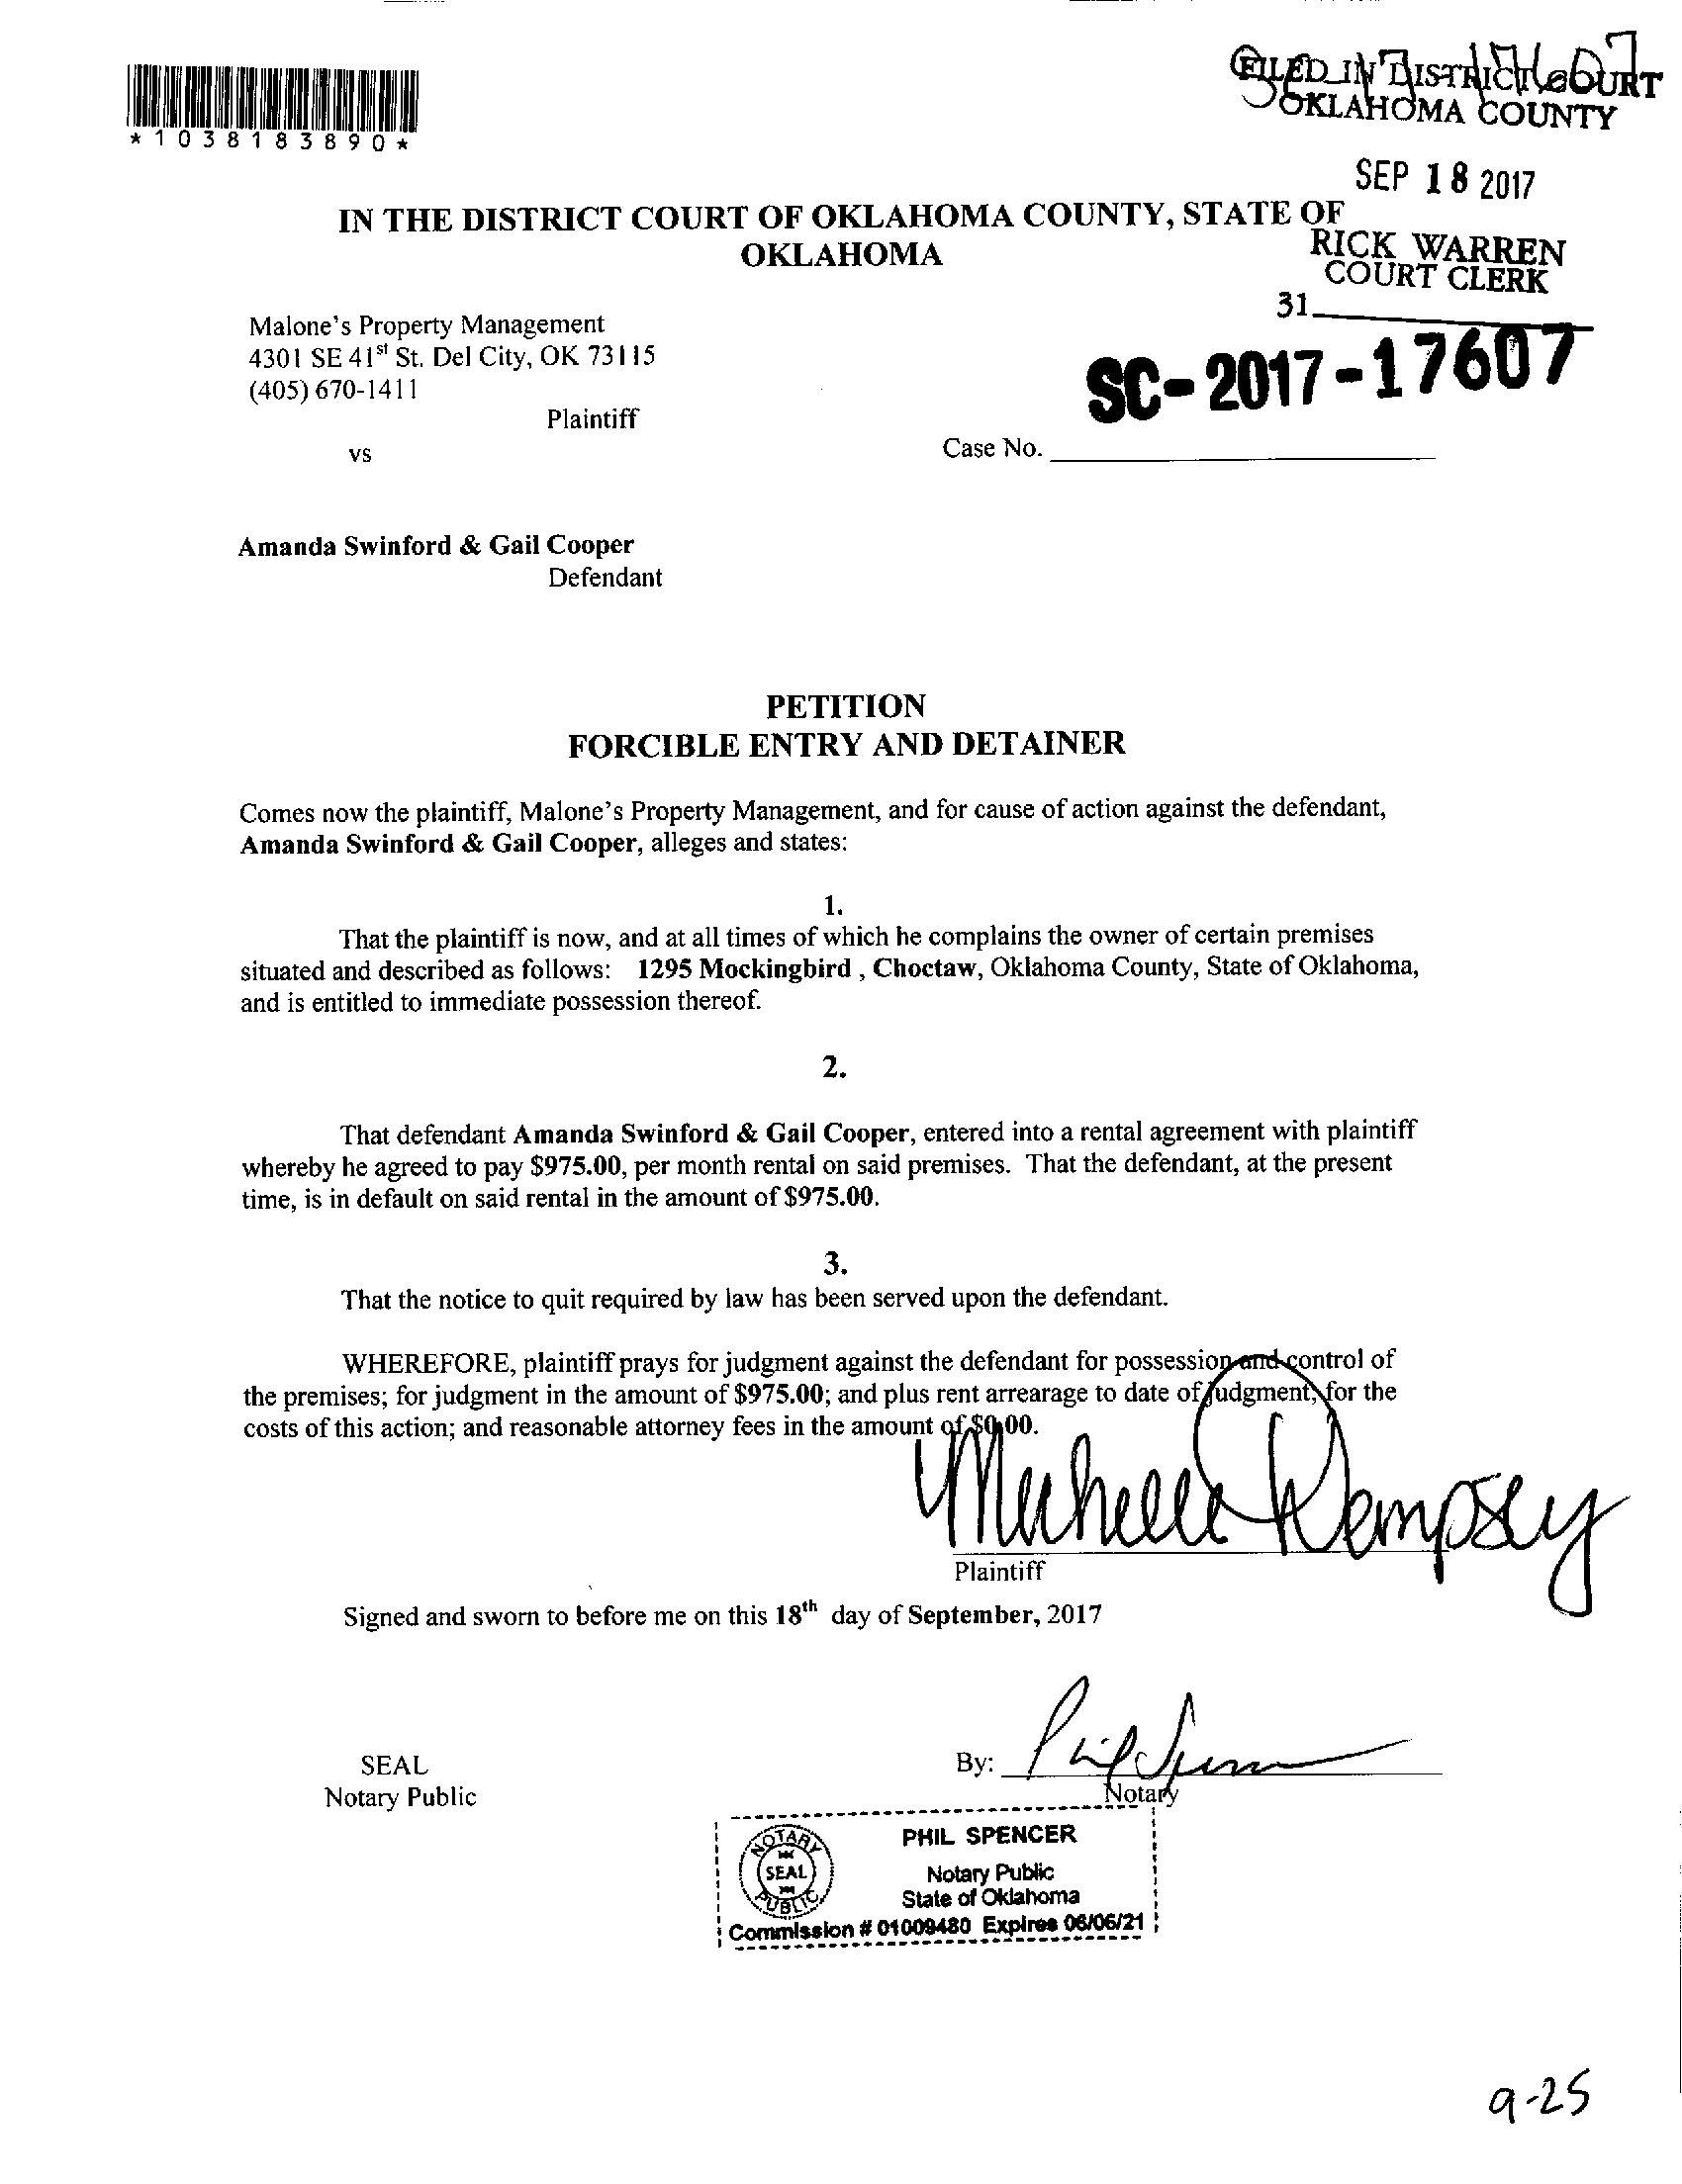 *1038183890*
FILED IN DISTRICT COURT
OKLAHOMA COUNTY
SEP 18 2017
IN THE DISTRICT COURT OF OKLAHOMA COUNTY, STATE OF
OKLAHOMA
RICK WARREN
COURT CLERK
31
Malone's Property Management
4301 SE 41st St. Del City, OK 73115
(405) 670-1411
SC-2017-17607
Plaintiff
vs
Case No.
Amanda Swinford & Gail Cooper
Defendant
PETITION
FORCIBLE ENTRY AND DETAINER
Comes now the plaintiff, Malone's Property Management, and for cause of action against the defendant,
Amanda Swinford & Gail Cooper, alleges and states:
1.
That the plaintiff is now, and at all times of which he complains the owner of certain premises
situated and described as follows: 1295 Mockingbird , Choctaw, Oklahoma County, State of Oklahoma,
and is entitled to immediate possession thereof.
2.
That defendant Amanda Swinford & Gail Cooper, entered into a rental agreement with plaintiff
whereby he agreed to pay $975.00, per month rental on said premises. That the defendant, at the present
time, is in default on said rental in the amount of $975.00.
3.
That the notice to quit required by law has been served upon the defendant.
WHEREFORE, plaintiff prays for judgment against the defendant for possession and control of
the premises; for judgment in the amount of $975.00; and plus rent arrearage to date of judgment; for the
costs of this action; and reasonable attorney fees in the amount of $0.00.
Michelle Dempsey
Plaintiff
Signed and sworn to before me on this 18th day of September, 2017
SEAL
By: Phil Spencer
Notary Public
Notary
NOTARY
SEAL
PUBLIC
PHIL SPENCER
Notary Public
State of Oklahoma
Commission # 01009480 Expires 06/06/21
9-25